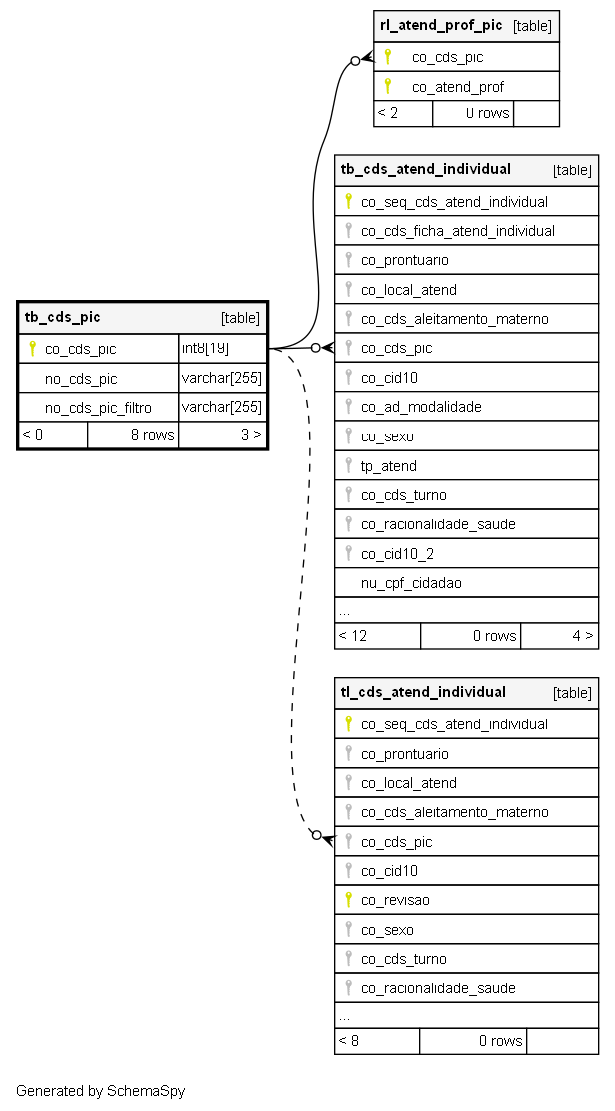 rl_atend_prof_pic [table]
co_cds_pic
co_atend_prof
< 2 0 rows
tb_cds_atend_individual [table]
co_seq_cds_atend_individual
co_cds_ficha_atend_individual
co_prontuario
co_local_atend
co_cds_aleitamento_materno
co_cds_pic
co_cid10
co_ad_modalidade
co_sexo
tp_atend
co_cds_turno
co_racionalidade_saude
co_cid10_2
nu_cpf_cidadao
...
< 12 0 rows 4 >
tb_cds_pic [table]
co_cds_pic int8[19]
no_cds_pic varchar[255]
no_cds_pic_filtro varchar[255]
< 0 8 rows 3 >
tl_cds_atend_individual [table]
co_seq_cds_atend_individual
co_prontuario
co_local_atend
co_cds_aleitamento_materno
co_cds_pic
co_cid10
co_revisao
co_sexo
co_cds_turno
co_racionalidade_saude
...
< 8 0 rows
Generated by SchemaSpy